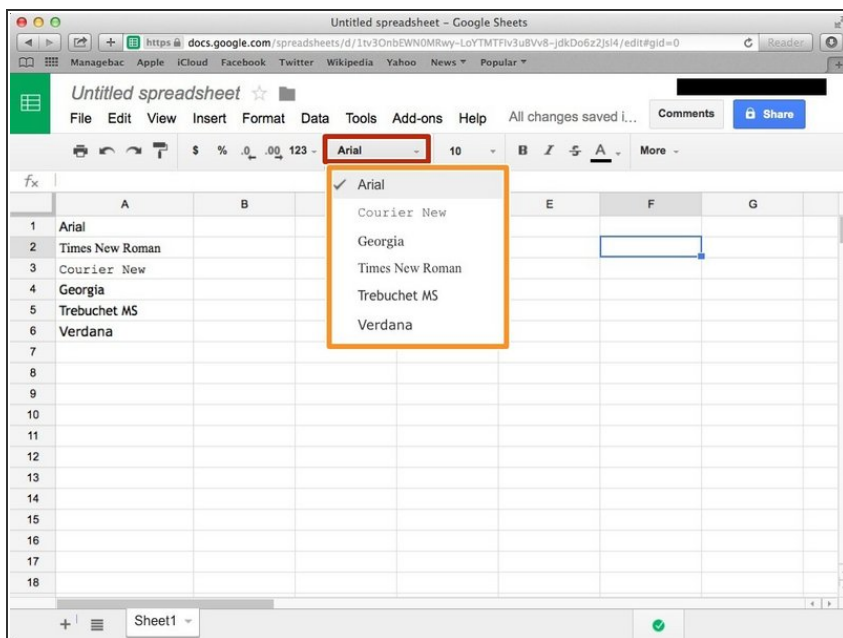 Untitled spreadsheet – Google Sheets
https docs.google.com/spreadsheets/d/1tv3OnbEWN0MRwy-LoYTMTFlv3u8Vv8-jkDo6z2JsI4/edit#gid=0 Reader
Managebac Apple iCloud Facebook Twitter Wikipedia Yahoo News Popular
Untitled spreadsheet
File Edit View Insert Format Data Tools Add-ons Help All changes saved i... Comments Share
$ % .0 .00 123 Arial 10 B I S A More
fx
✓ Arial
Courier New
Georgia
Times New Roman
Trebuchet MS
Verdana
A B E F G
1 Arial
2 Times New Roman
3 Courier New
4 Georgia
5 Trebuchet MS
6 Verdana
7
8
9
10
11
12
13
14
15
16
17
18
+ Sheet1